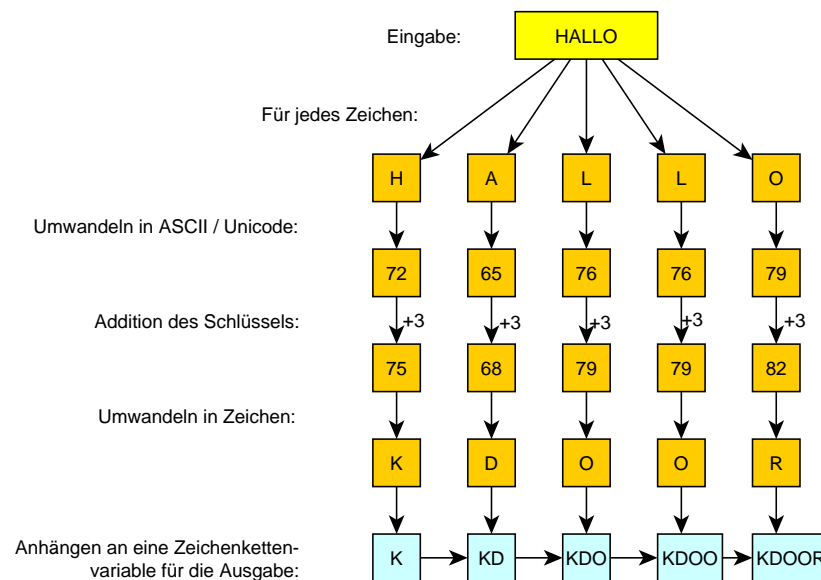 Eingabe: HALLO
Für jedes Zeichen:
H A L L O
Umwandeln in ASCII / Unicode:
72 65 76 76 79
Addition des Schlüssels: +3 +3 +3 +3 +3
75 68 79 79 82
Umwandeln in Zeichen:
K D O O R
Anhängen an eine Zeichenketten-
variable für die Ausgabe: K KD KDO KDOO KDOOR